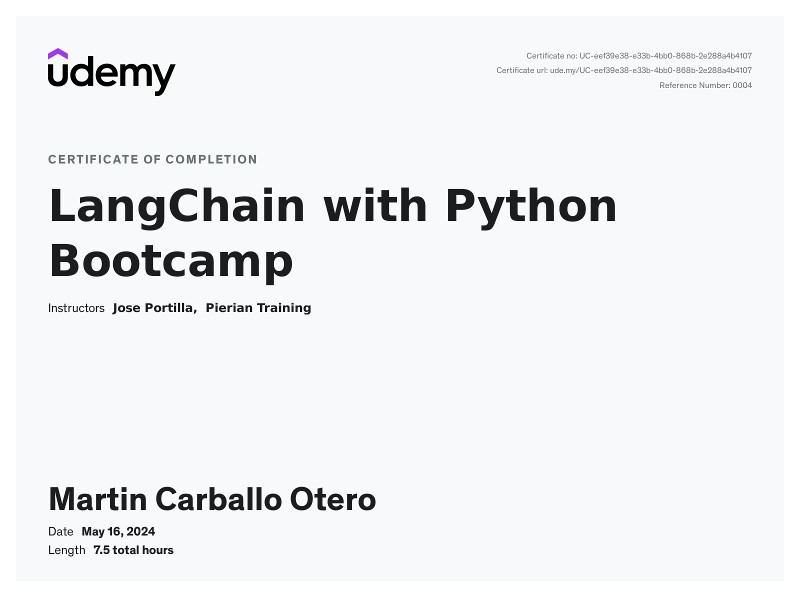 udemy
Certificate no: UC-eef39e38-e33b-4bb0-868b-2e288a4b4107
Certificate url: ude.my/UC-eef39e38-e33b-4bb0-868b-2e288a4b4107
Reference Number: 0004
CERTIFICATE OF COMPLETION
LangChain with Python
Bootcamp
Instructors Jose Portilla, Pierian Training
Martin Carballo Otero
Date May 16, 2024
Length 7.5 total hours